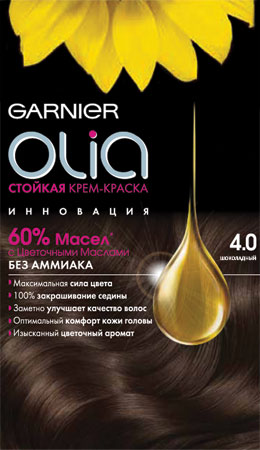 GARNIER
OLIA
СТОЙКАЯ КРЕМ-КРАСКА
ИННОВАЦИЯ
60% Масел*
с Цветочными Маслами
БЕЗ АММИАКА
4.0
ШОКОЛАДНЫЙ
Максимальная сила цвета
100% закрашивание седины
Заметно улучшает качество волос
Оптимальный комфорт кожи головы
Изысканный цветочный аромат